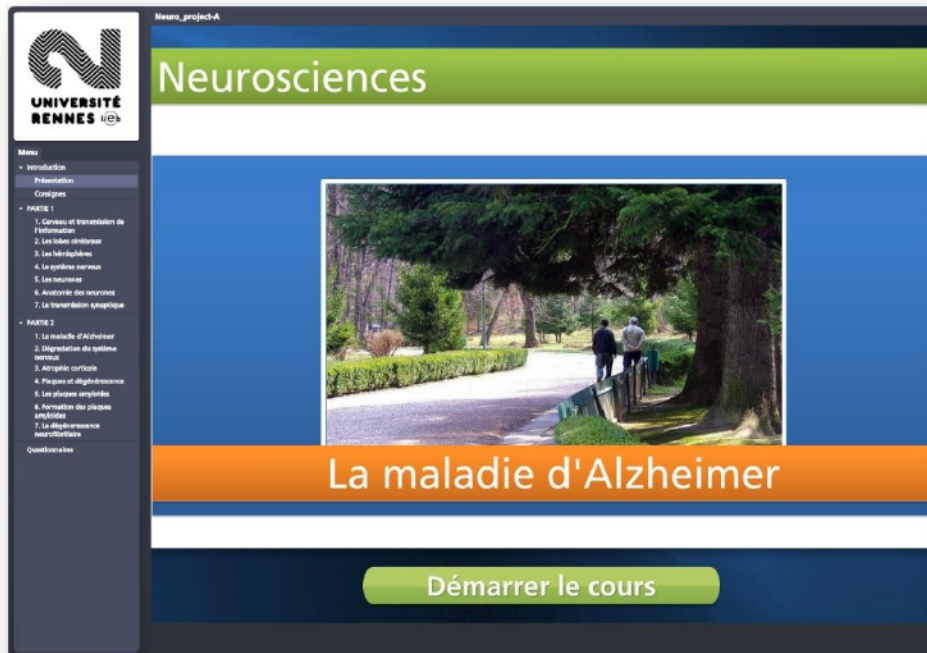 Neuro_project-A
UNIVERSITÉ
RENNES ueb
Menu
Introduction
Présentation
Consignes
PARTIE 1
1. Cerveau et transmission de
l'information
2. Les lobes cérébraux
3. Les hémisphères
4. Le système nerveux
5. Les neurones
6. Anatomie des neurones
7. La transmission synaptique
PARTIE 2
1. La maladie d'Alzheimer
2. Dégradation du système
nerveux
3. Atrophie corticale
4. Plaques et dégénérescence
5. Les plaques amyloïdes
6. Formation des plaques
amyloïdes
7. La dégénerescence
neurofibrillaire
Questionnaires
Neurosciences
La maladie d'Alzheimer
Démarrer le cours